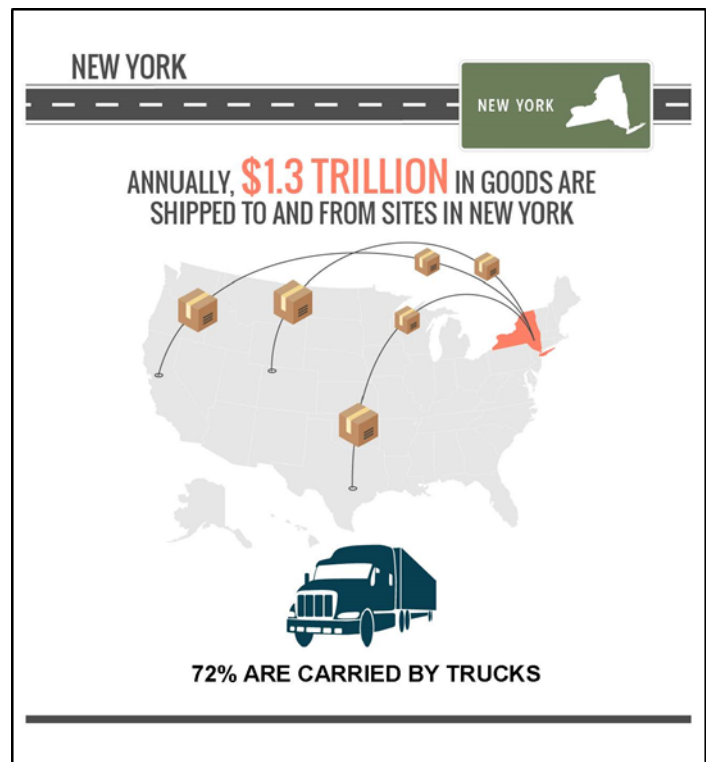 NEW YORK
NEW YORK
ANNUALLY, $1.3 TRILLION IN GOODS ARE
SHIPPED TO AND FROM SITES IN NEW YORK
72% ARE CARRIED BY TRUCKS